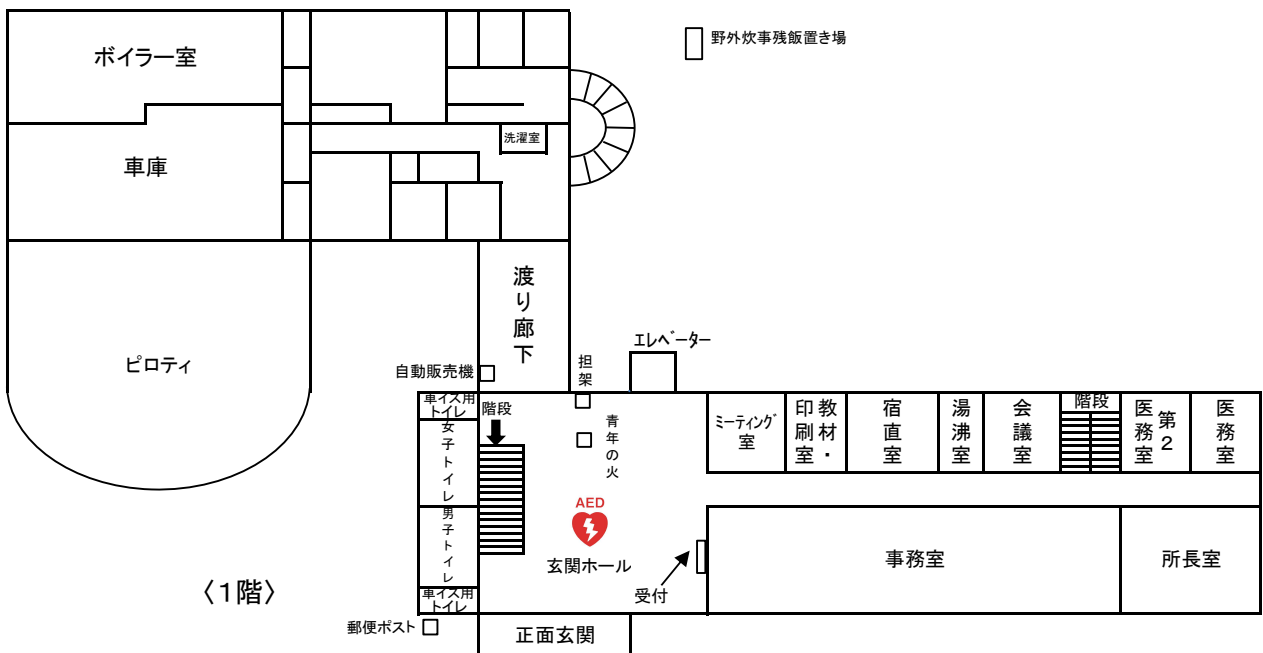 野外炊事残飯置き場
ボイラー室
洗濯室
車庫
渡り廊下
ピロティ
エレベーター
自動販売機
担架
車イス用
トイレ
階段
青年の火
女子トイレ
男子トイレ
車イス用
トイレ
AED
玄関ホール
受付
ミーティング
室
教材・
印刷室
宿直室
湯沸室
会議室
階段
第2
医務室
医務室
事務室
所長室
〈1階〉
郵便ポスト
正面玄関